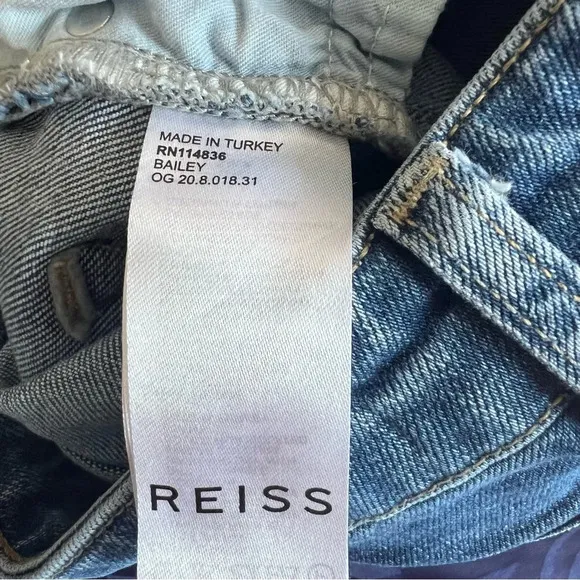 MADE IN TURKEY
RN114836
BAILEY
OG 20.8.018.31
REISS